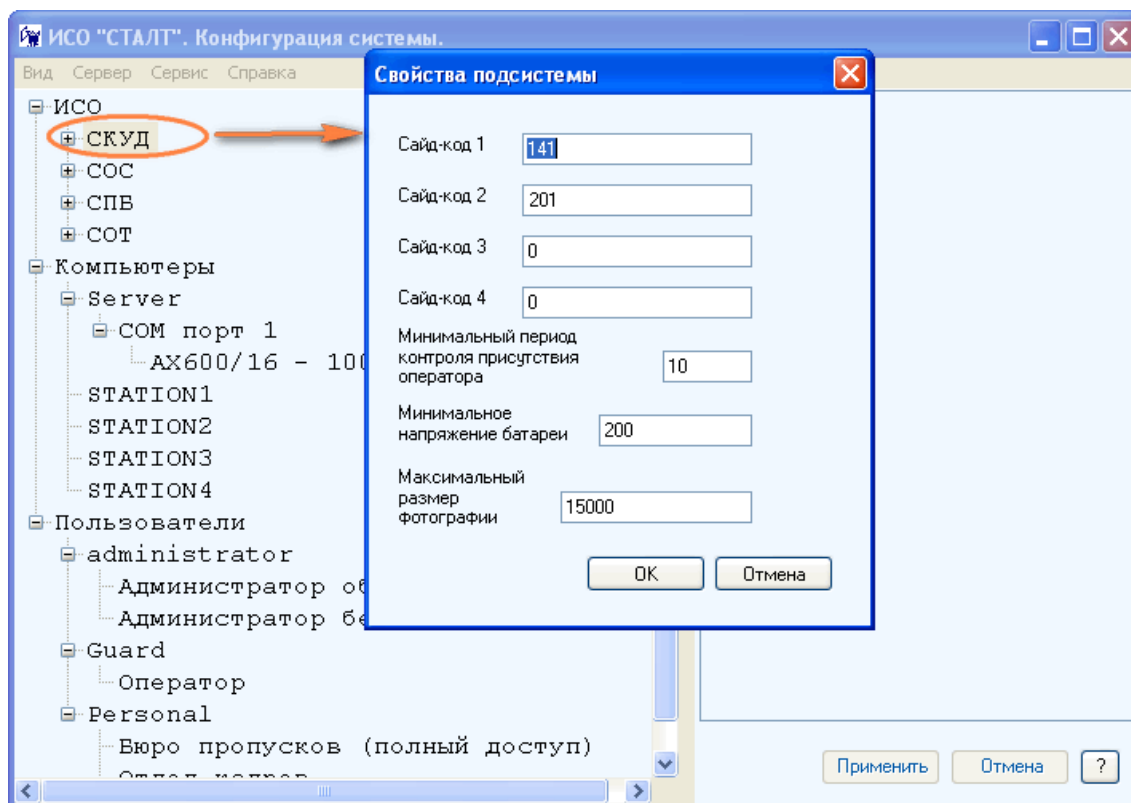 ИСО "СТАЛТ". Конфигурация системы.
Вид Сервер Сервис Справка
ИСО
СКУД
СОС
СПВ
СОТ
Компьютеры
Server
COM порт 1
AX600/16 - 100
STATION1
STATION2
STATION3
STATION4
Пользователи
administrator
Администратор
Администратор
Guard
Оператор
Personal
Бюро пропусков (полный доступ)
Свойства подсистемы
Сайд-код 1
141
Сайд-код 2
201
Сайд-код 3
0
Сайд-код 4
0
Минимальный период
контроля присутствия
оператора
10
Минимальное
напряжение батареи
200
Максимальный
размер
фотографии
15000
OK Отмена
Применить Отмена ?